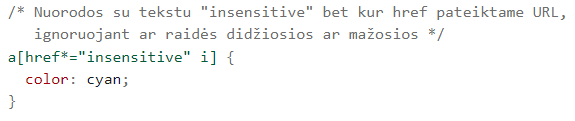 /* Nuorodos su tekstu "insensitive" bet kur href pateiktame URL,
   ignoruojant ar raidės didžiosios ar mažosios */
a[href*="insensitive" i] {
  color: cyan;
}